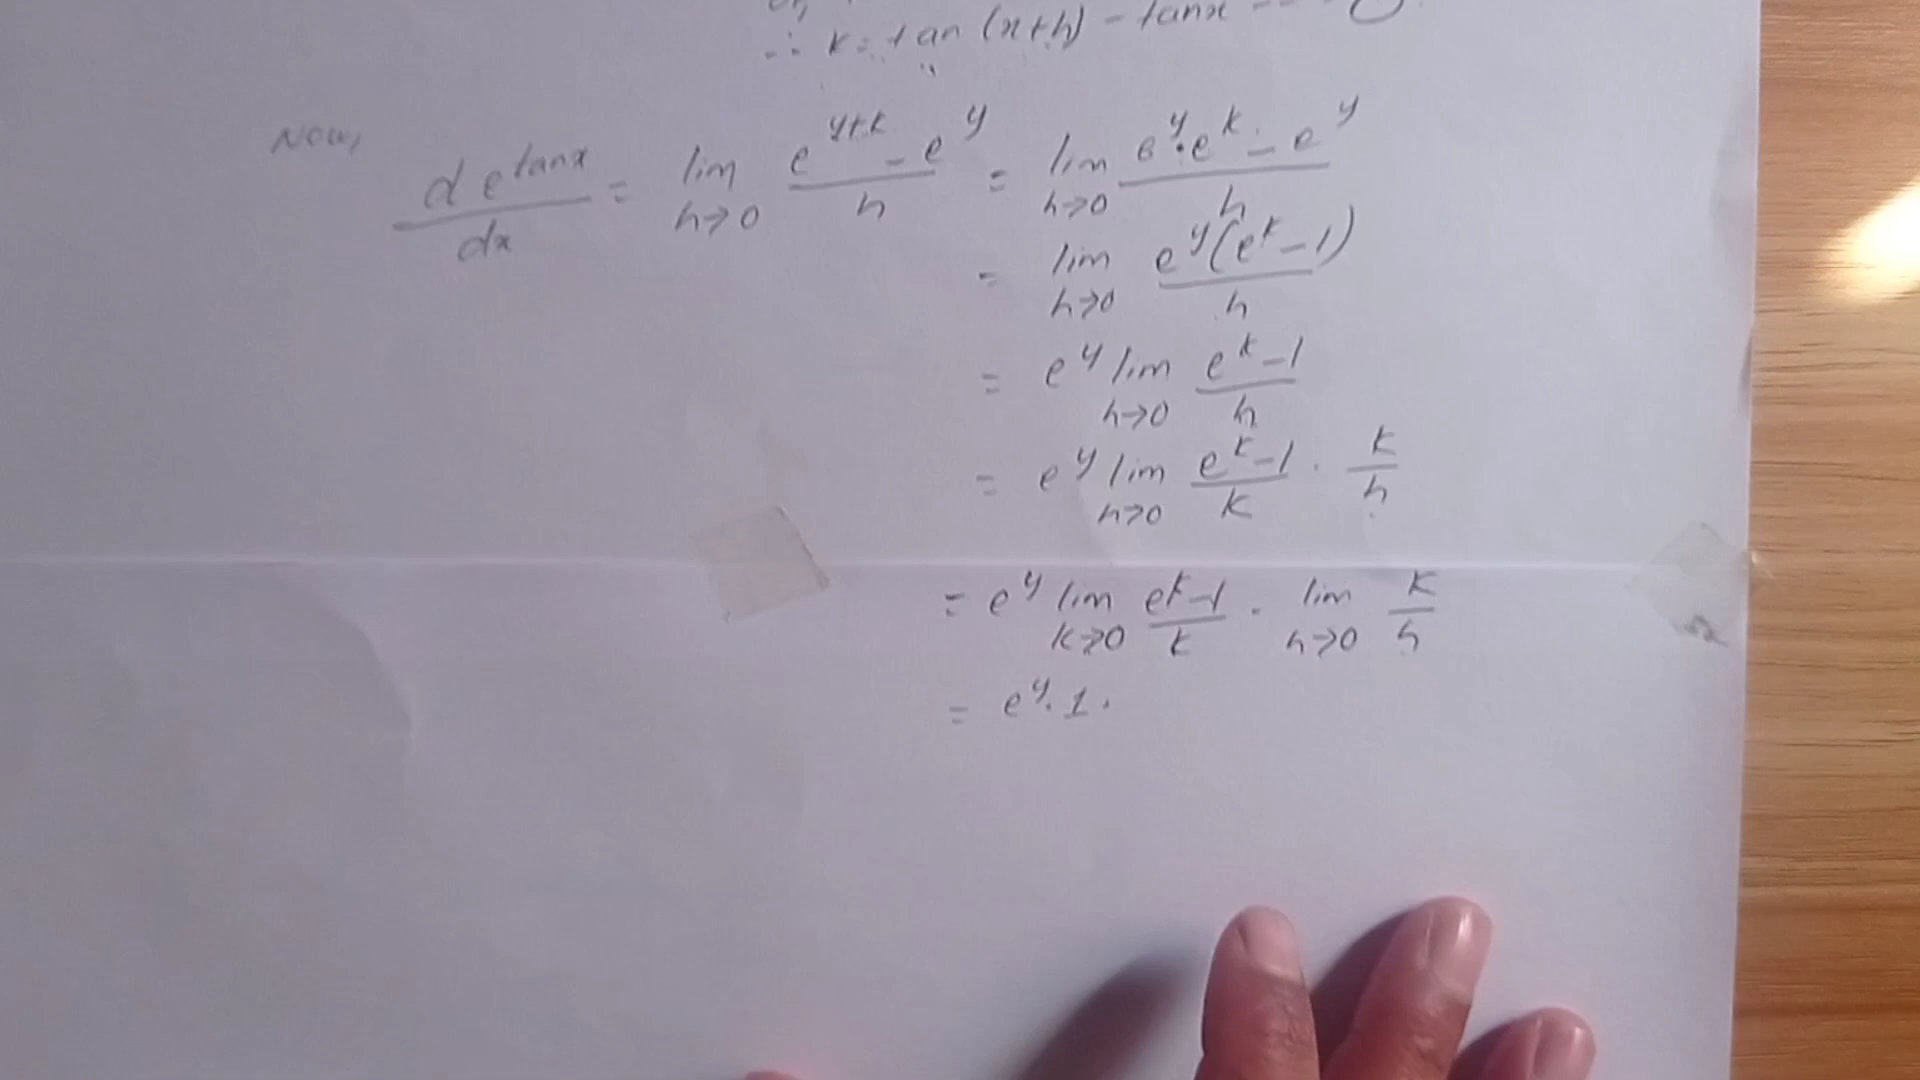 ∴ k = tan (x+h) - tanx
Now,
d e^tanx / dx = lim h→0 (e^y+k - e^y) / h = lim h→0 (e^y · e^k - e^y) / h
= lim h→0 e^y(e^k - 1) / h
= e^y lim h→0 (e^k - 1) / h
= e^y lim h→0 (e^k - 1) / k · k / h
= e^y lim k→0 (e^k - 1) / k · lim h→0 k / h
= e^y · 1 ·